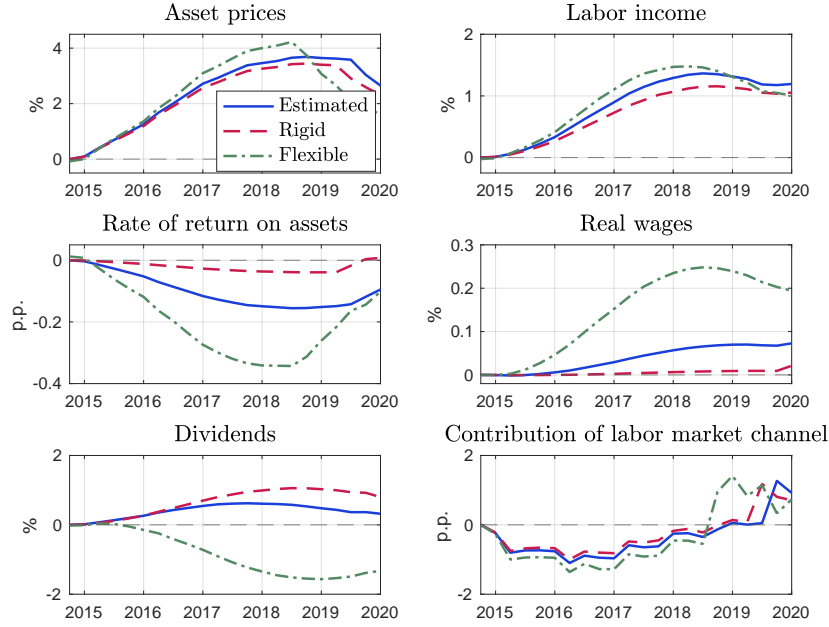 Asset prices
%
4
2
0
Estimated
Rigid
Flexible
2015 2016 2017 2018 2019 2020
Labor income
%
2
1
0
2015 2016 2017 2018 2019 2020
Rate of return on assets
p.p.
0
-0.2
-0.4
2015 2016 2017 2018 2019 2020
Real wages
%
0.3
0.2
0.1
0
2015 2016 2017 2018 2019 2020
Dividends
%
2
0
-2
2015 2016 2017 2018 2019 2020
Contribution of labor market channel
p.p.
2
0
-2
2015 2016 2017 2018 2019 2020